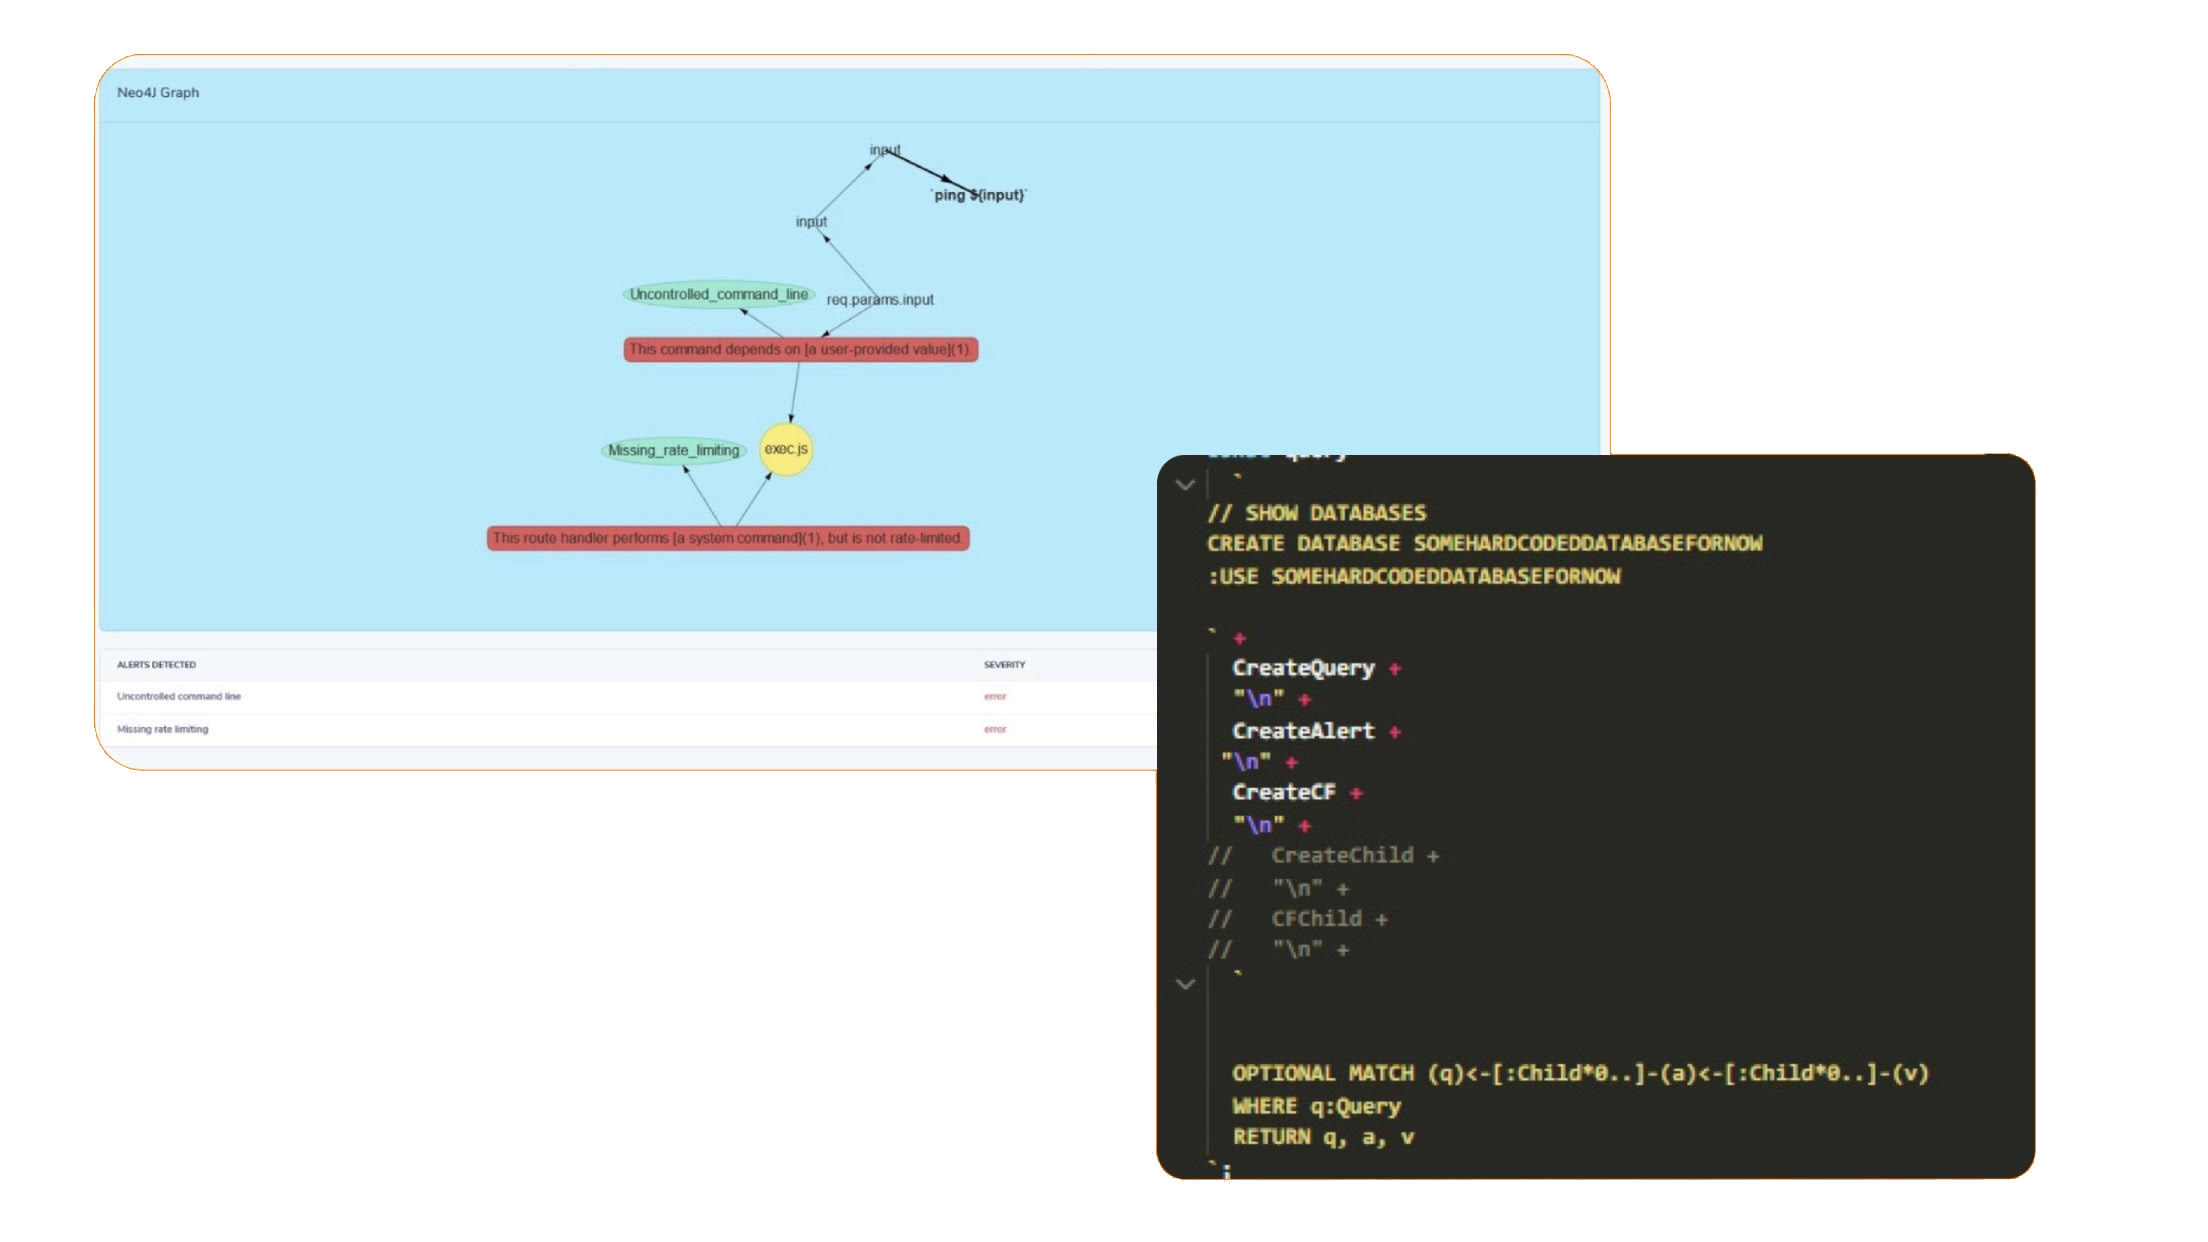 Neo4J Graph
input
`ping ${input}`
input
Uncontrolled_command_line
req.params.input
This command depends on [a user-provided value](1).
Missing_rate_limiting
exec.js
This route handler performs [a system command](1), but is not rate-limited.
ALERTS DETECTED SEVERITY
Uncontrolled command line error
Missing rate limiting error
query
`
// SHOW DATABASES
CREATE DATABASE SOMEHARDCODEDDATABASEFORNOW
:USE SOMEHARDCODEDDATABASEFORNOW
` +
CreateQuery +
"\n" +
CreateAlert +
"\n" +
CreateCF +
"\n" +
// CreateChild +
// "\n" +
// CFChild +
// "\n" +
`
OPTIONAL MATCH (q)<-[:Child*0..]-(a)<-[:Child*0..]-(v)
WHERE q:Query
RETURN q, a, v
`;